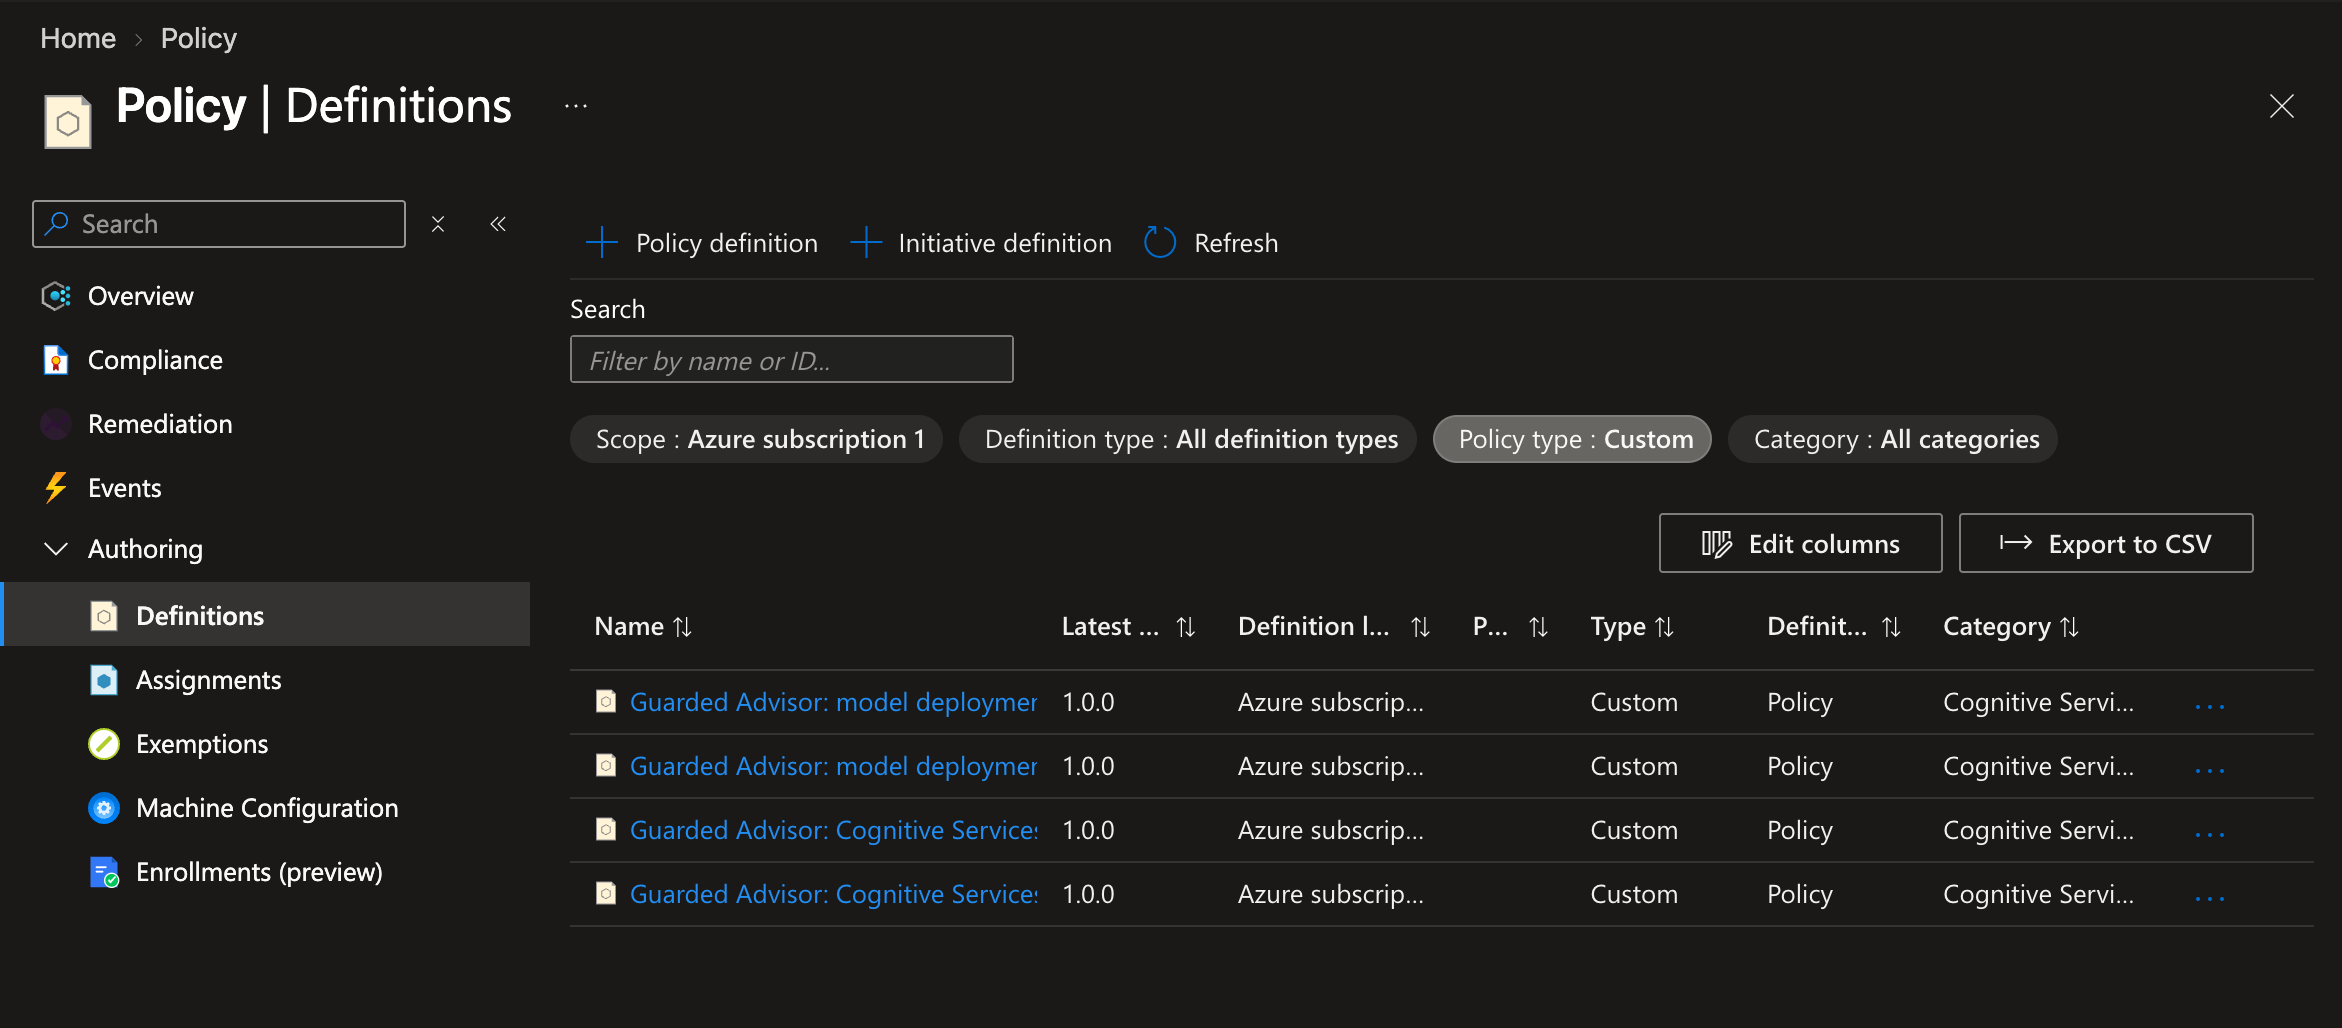 Home > Policy
Policy | Definitions ...
Search
Overview
Compliance
Remediation
Events
Authoring
Definitions
Assignments
Exemptions
Machine Configuration
Enrollments (preview)
Policy definition Initiative definition Refresh
Search
Filter by name or ID...
Scope : Azure subscription 1 Definition type : All definition types Policy type : Custom Category : All categories
Edit columns Export to CSV
Name Latest ... Definition l... P... Type Definit... Category
Guarded Advisor: model deploymen 1.0.0 Azure subscrip... Custom Policy Cognitive Servi... ...
Guarded Advisor: model deploymen 1.0.0 Azure subscrip... Custom Policy Cognitive Servi... ...
Guarded Advisor: Cognitive Services 1.0.0 Azure subscrip... Custom Policy Cognitive Servi... ...
Guarded Advisor: Cognitive Services 1.0.0 Azure subscrip... Custom Policy Cognitive Servi... ...